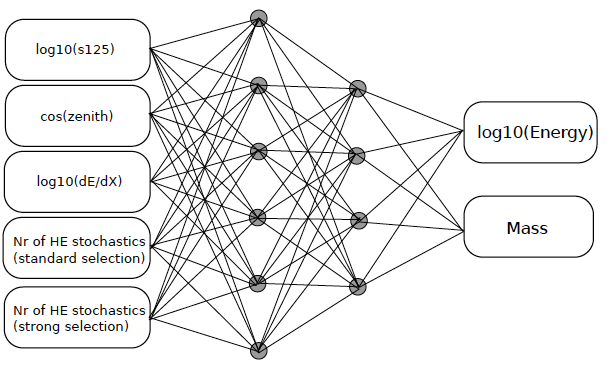 log10(s125)
cos(zenith)
log10(dE/dX)
Nr of HE stochastics
(standard selection)
Nr of HE stochastics
(strong selection)
log10(Energy)
Mass